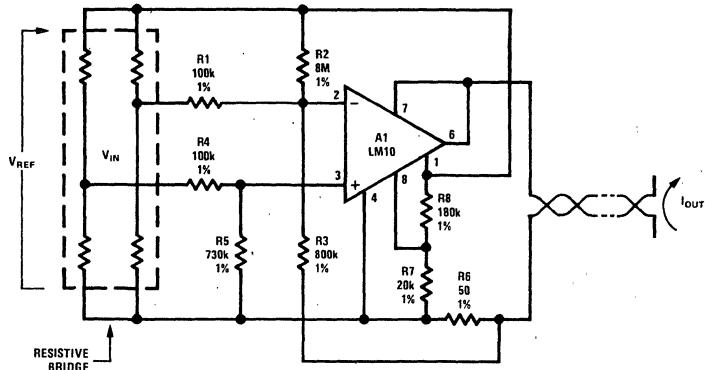 VREF
VIN
R1
100k
1%
R2
8M
1%
R4
100k
1%
R5
730k
1%
R3
800k
1%
2
3
A1
LM10
7
6
1
8
4
R8
180k
1%
R7
20k
1%
R6
50
1%
IOUT
RESISTIVE
BRIDGE